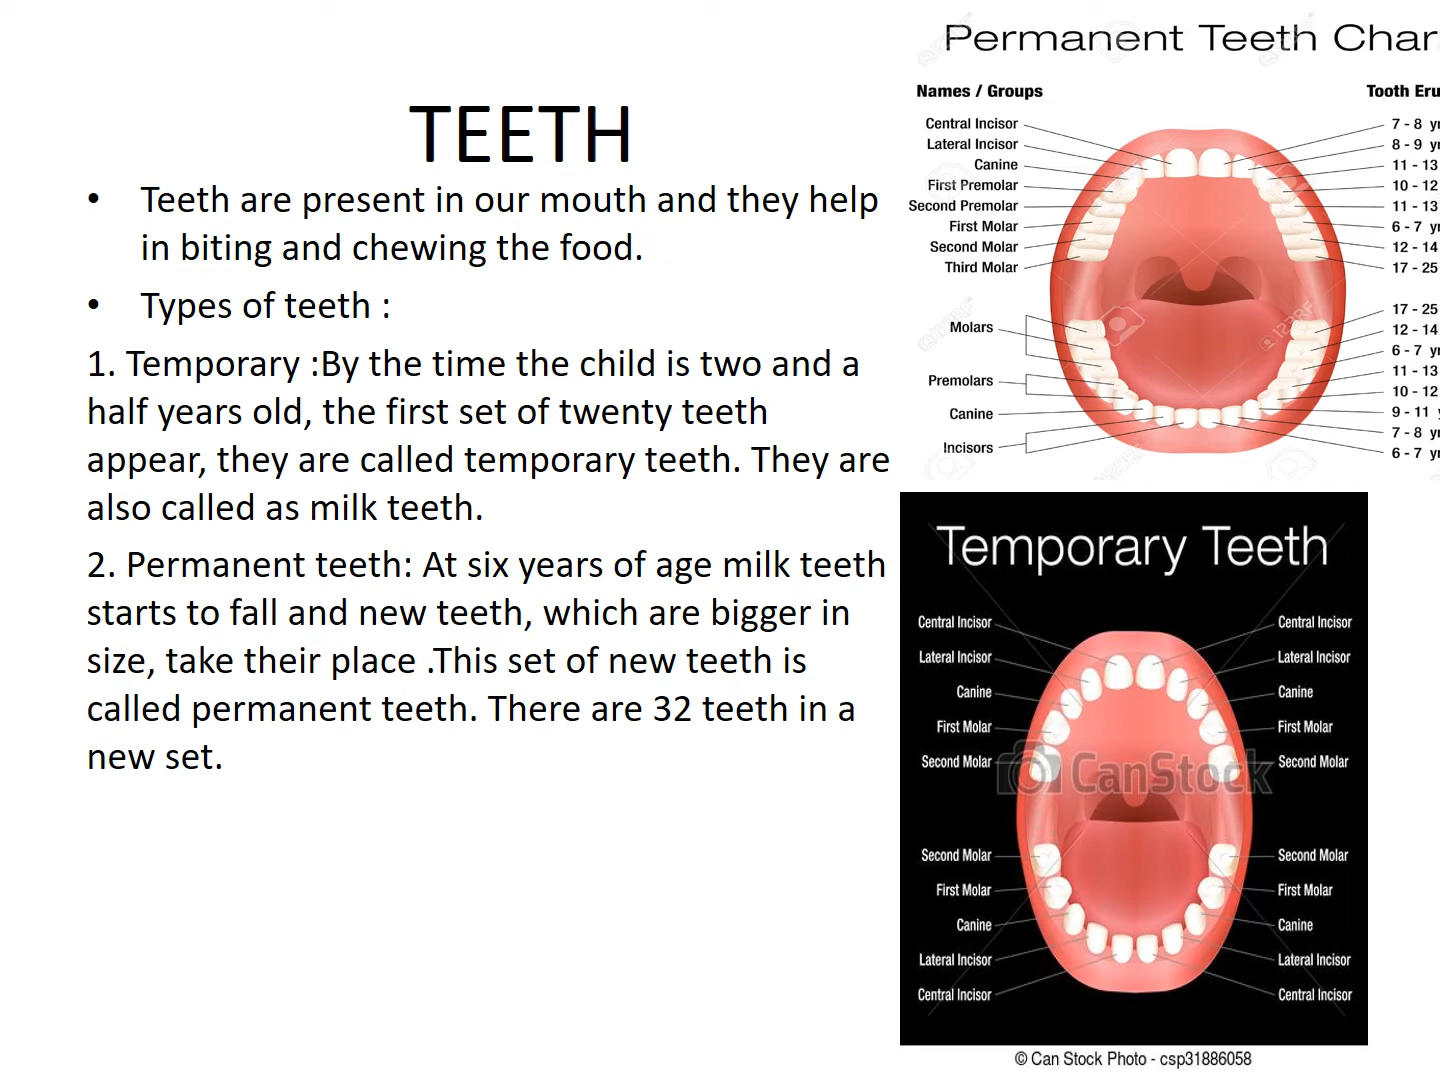 TEETH
• Teeth are present in our mouth and they help
in biting and chewing the food.
• Types of teeth :
1. Temporary :By the time the child is two and a
half years old, the first set of twenty teeth
appear, they are called temporary teeth. They are
also called as milk teeth.
2. Permanent teeth: At six years of age milk teeth
starts to fall and new teeth, which are bigger in
size, take their place .This set of new teeth is
called permanent teeth. There are 32 teeth in a
new set.
Permanent Teeth
Names / Groups
Tooth
Central Incisor
Lateral Incisor
Canine
First Premolar
Second Premolar
First Molar
Second Molar
Third Molar
Molars
Premolars
Canine
Incisors
7 - 8
8 - 9
11 - 13
10 - 12
11 - 13
6 - 7
12 - 14
17 - 25
17 - 25
12 - 14
6 - 7
11 - 13
10 - 12
9 - 11
7 - 8
6 - 7
123RF
Temporary Teeth
Central Incisor
Lateral Incisor
Canine
First Molar
Second Molar
Second Molar
First Molar
Canine
Lateral Incisor
Central Incisor
Central Incisor
Lateral Incisor
Canine
First Molar
Second Molar
Second Molar
First Molar
Canine
Lateral Incisor
Central Incisor
CanStock
© Can Stock Photo - csp31886058